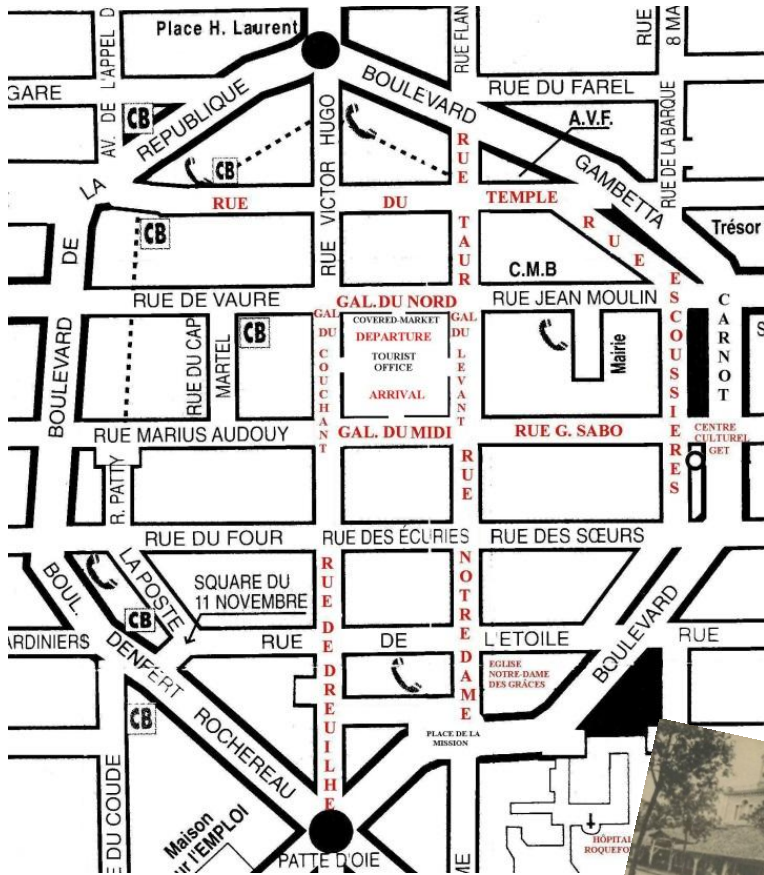 Place H. Laurent
AV. DE L'APPEL D
RUE FLAN
RUE
8 MA
GARE
BOULEVARD
RUE DU FAREL
CB
REPUBLIQUE
HUGO
A.V.F.
RUE DE LA BARQUE
CB
RUE
GAMBETTA
LA
RUE
DU
TEMPLE
VICTOR
CB
TAUR
RUE
Trésor
DE
RUE
C.M.B
RUE DE VAURE
GAL. DU NORD
RUE JEAN MOULIN
ESCOUSSIERES
CARNOT
GAL DU COUCHANT
COVERED-MARKET
DEPARTURE
TOURIST
OFFICE
ARRIVAL
GAL DU LEVANT
CB
RUE DU CAP
MARTEL
Mairie
S
BOULEVARD
RUE MARIUS AUDOUY
GAL. DU MIDI
RUE G. SABO
CENTRE
CULTUREL
GET
R. PATTY
RUE
RUE DU FOUR
RUE DES ÉCURIES
RUE DES SŒURS
BOUL.
LA POSTE
SQUARE DU
11 NOVEMBRE
RUE DE DREUILHE
NOTRE DAME
BOULEVARD
CB
ARDINIERS
RUE
DE
L'ETOILE
RUE
DENFERT
EGLISE
NOTRE-DAME
DES GRÂCES
CB
ROCHEREAU
PLACE DE LA
MISSION
E DU COUDE
Maison
ur l'EMPLOI
PATTE D'OIE
ME
HÔPITAL
ROQUEFO